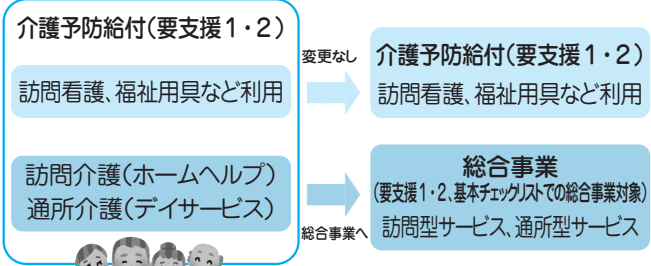 介護予防給付(要支援1・2)
訪問看護、福祉用具など利用
訪問介護(ホームヘルプ)
通所介護(デイサービス)
変更なし
総合事業へ
介護予防給付(要支援1・2)
訪問看護、福祉用具など利用
総合事業
(要支援1・2、基本チェックリストでの総合事業対象)
訪問型サービス、通所型サービス